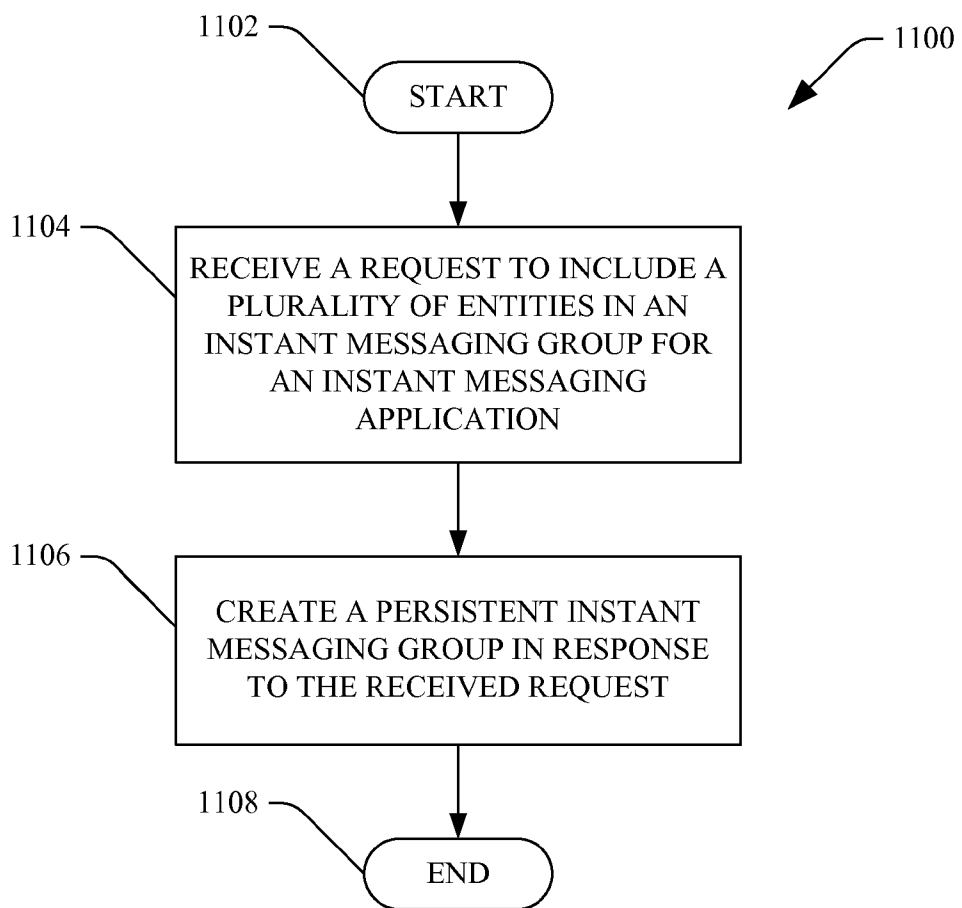 1102
1100
START
1104
RECEIVE A REQUEST TO INCLUDE A
PLURALITY OF ENTITIES IN AN
INSTANT MESSAGING GROUP FOR
AN INSTANT MESSAGING
APPLICATION
1106
CREATE A PERSISTENT INSTANT
MESSAGING GROUP IN RESPONSE
TO THE RECEIVED REQUEST
1108
END